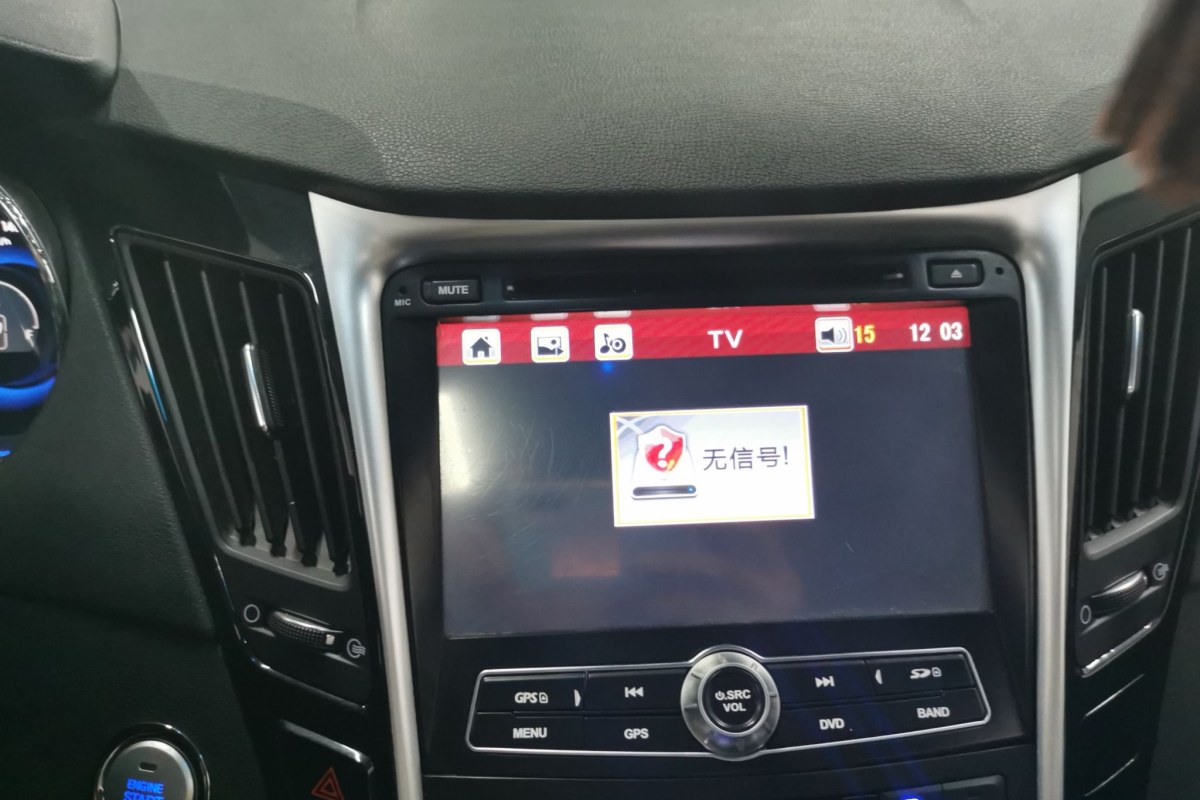 MUTE
MIC
TV
15
12 03
无信号!
GPS
SD
⏻.SRC
VOL
MENU
GPS
DVD
BAND
ENGINE
START